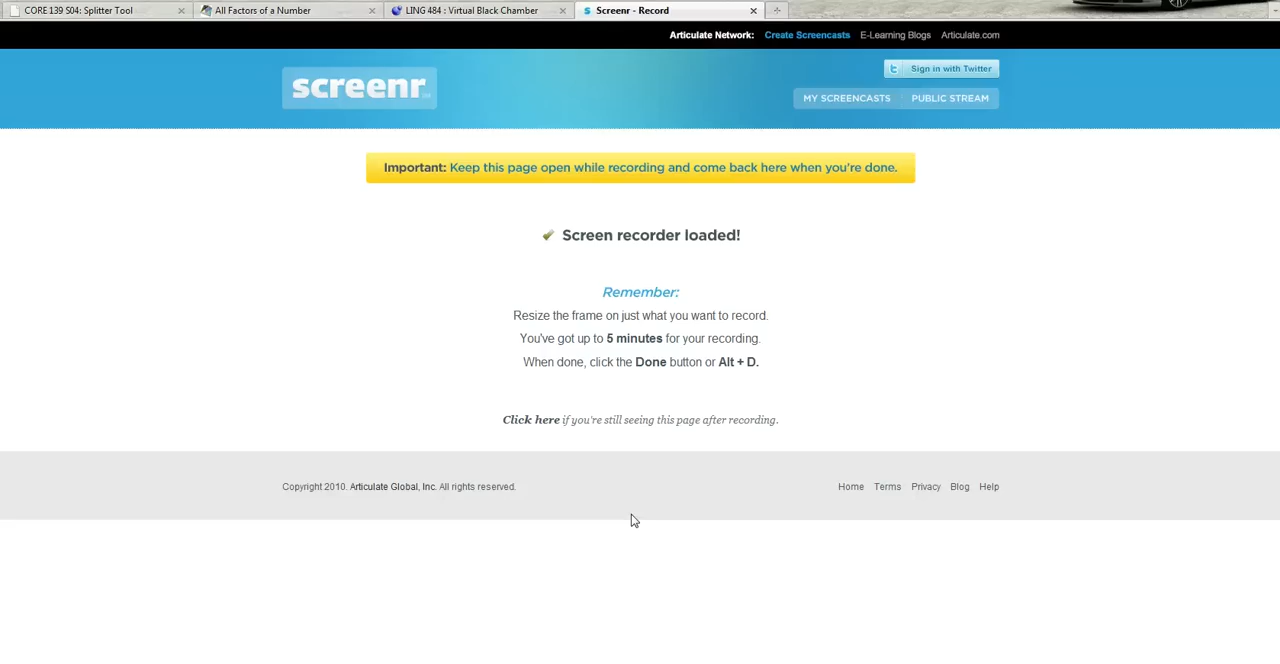 CORE 139 S04: Splitter Tool
All Factors of a Number
LING 484 : Virtual Black Chamber
Screenr - Record
Articulate Network: Create Screencasts E-Learning Blogs Articulate.com
Sign in with Twitter
screenr
MY SCREENCASTS PUBLIC STREAM
Important: Keep this page open while recording and come back here when you're done.
Screen recorder loaded!
Remember:
Resize the frame on just what you want to record.
You've got up to 5 minutes for your recording.
When done, click the Done button or Alt + D.
Click here if you're still seeing this page after recording.
Copyright 2010. Articulate Global, Inc. All rights reserved.
Home Terms Privacy Blog Help